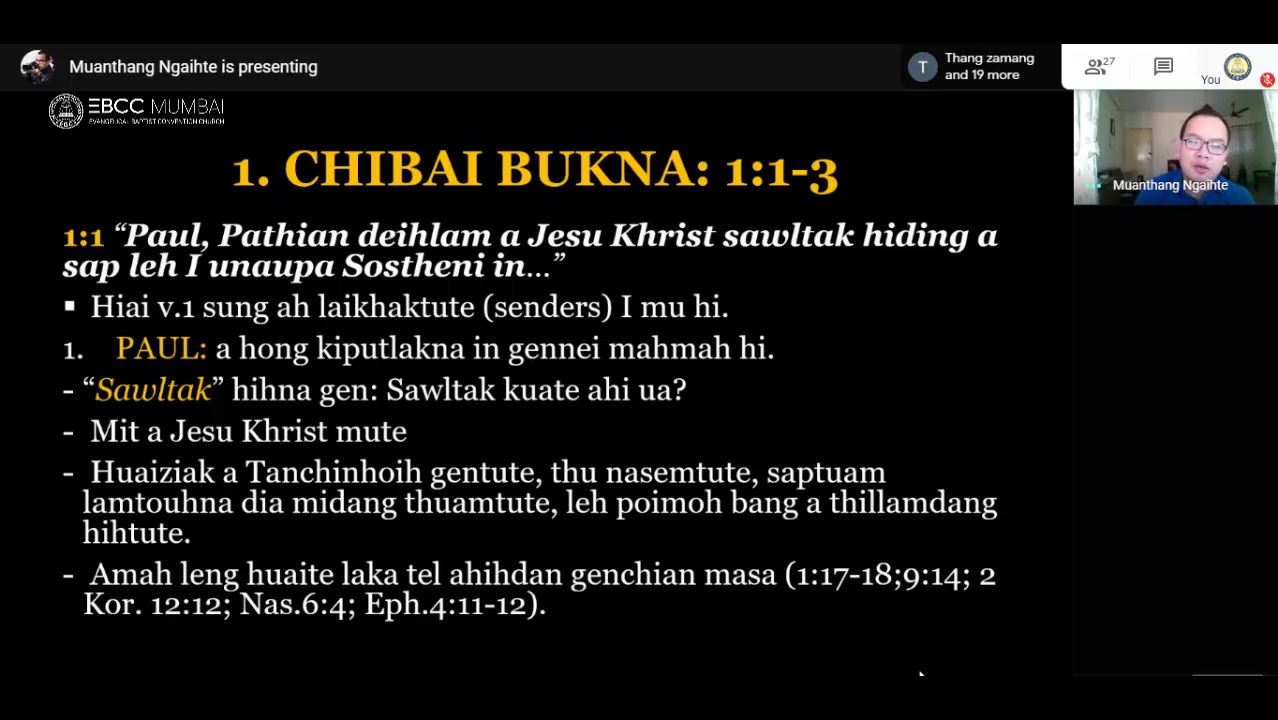 Muanthang Ngaihte is presenting
T
Thang zamang
and 19 more
27
You
EBCC MUMBAI
EVANGELICAL BAPTIST CONVENTION CHURCH
Muanthang Ngaihte
1. CHIBAI BUKNA: 1:1-3
1:1 “Paul, Pathian deihlam a Jesu Khrist sawltak hiding a
sap leh I unaupa Sostheni in…”
▪ Hiai v.1 sung ah laikhaktute (senders) I mu hi.
1. PAUL: a hong kiputlakna in gennei mahmah hi.
- “Sawltak” hihna gen: Sawltak kuate ahi ua?
- Mit a Jesu Khrist mute
- Huaiziak a Tanchinhoih gentute, thu nasemtute, saptuam
lamtouhna dia midang thuamtute, leh poimoh bang a thillamdang
hihtute.
- Amah leng huaite laka tel ahihdan genchian masa (1:17-18;9:14; 2
Kor. 12:12; Nas.6:4; Eph.4:11-12).